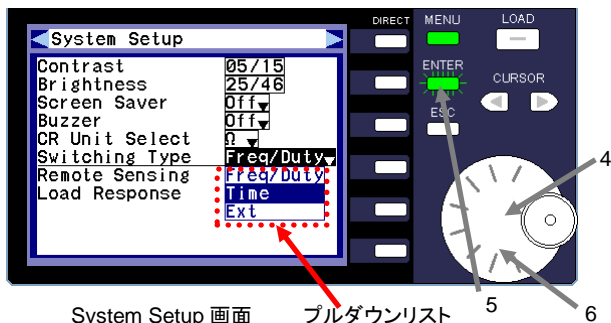 DIRECT MENU LOAD
System Setup
Contrast 05/15
Brightness 25/46
Screen Saver Off
Buzzer Off
CR Unit Select Ω
Switching Type Freq/Duty
Remote Sensing Freq/Duty
Load Response Time
Ext
ENTER
CURSOR
ESC
4
5
6
System Setup 画面 プルダウンリスト